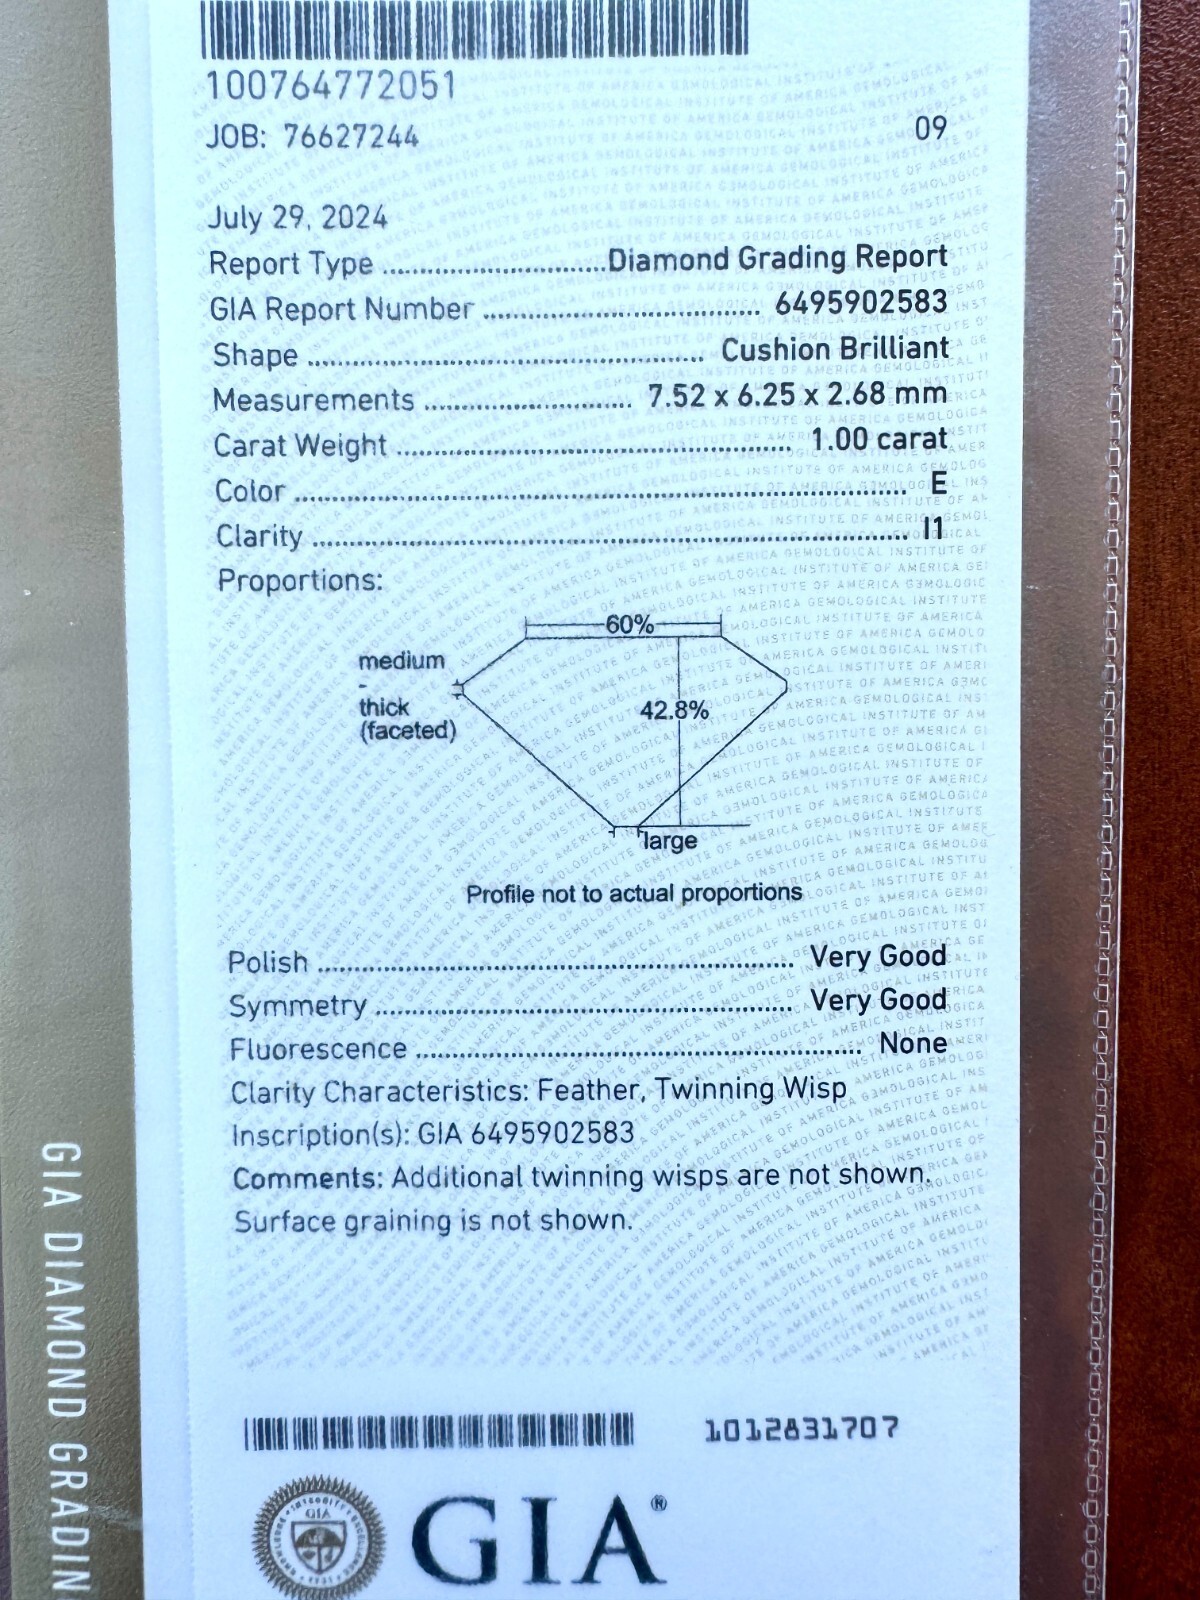 100764772051
JOB: 76627244 09
July 29, 2024
Report Type ........................ Diamond Grading Report
GIA Report Number ........................ 6495902583
Shape ........................ Cushion Brilliant
Measurements ........................ 7.52 x 6.25 x 2.68 mm
Carat Weight ........................ 1.00 carat
Color ........................ E
Clarity ........................ I1
Proportions:
60%
medium
-
thick
(faceted)
42.8%
large
Profile not to actual proportions
Polish ........................ Very Good
Symmetry ........................ Very Good
Fluorescence ........................ None
Clarity Characteristics: Feather, Twinning Wisp
Inscription(s): GIA 6495902583
Comments: Additional twinning wisps are not shown.
Surface graining is not shown.
1012831707
GIA®
GIA
GIA DIAMOND GRADIN